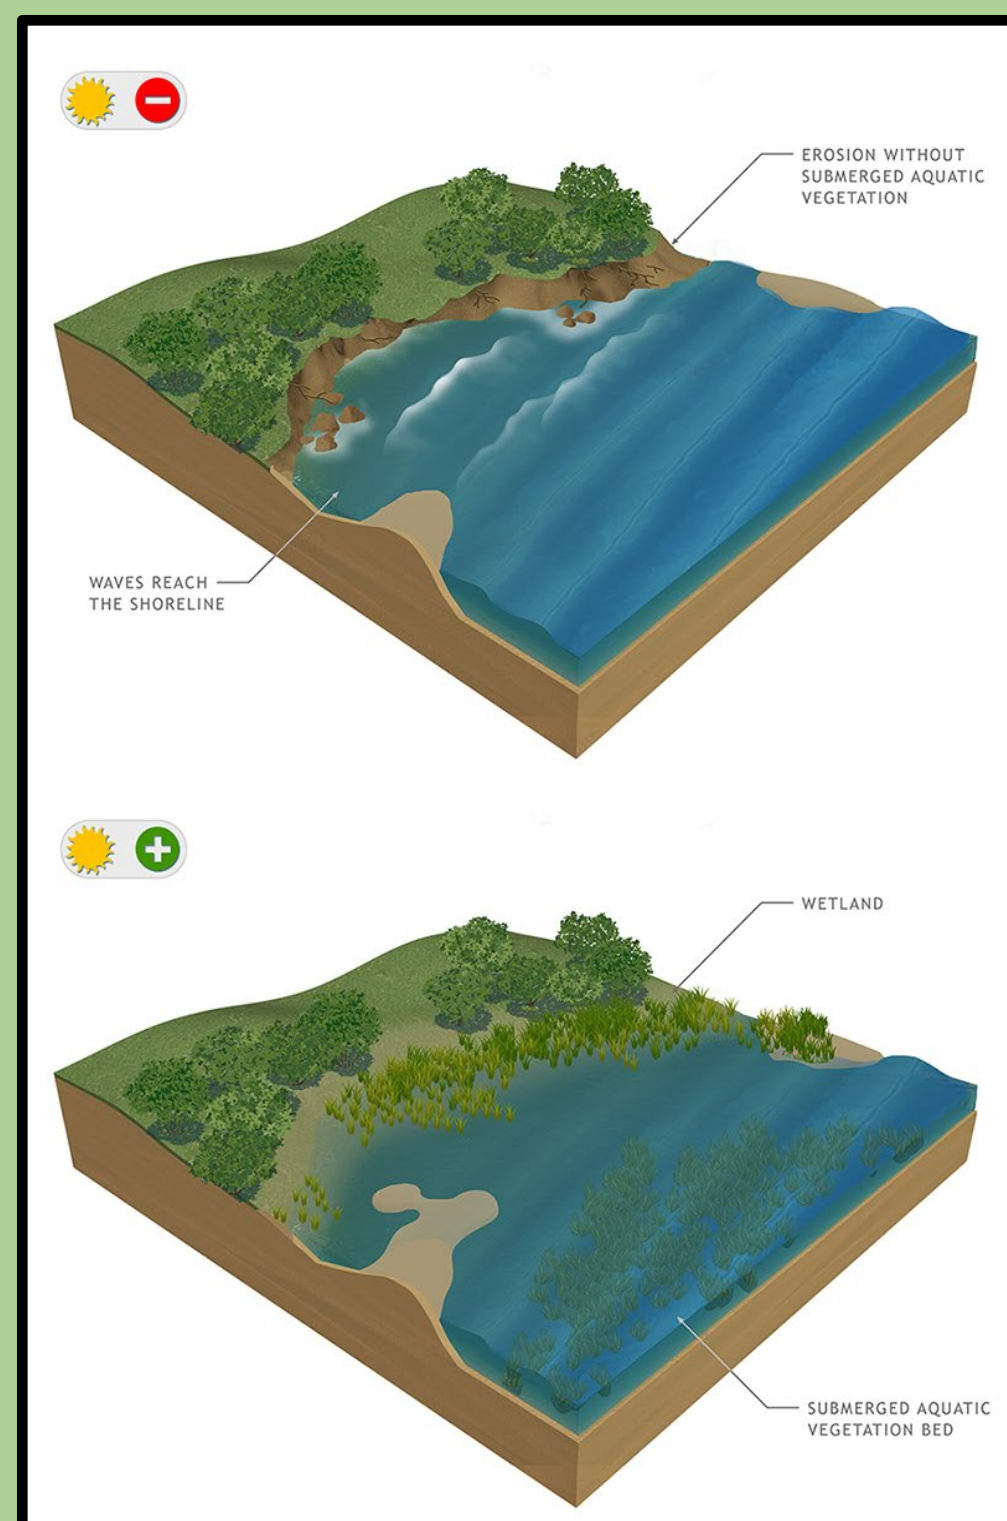 EROSION WITHOUT
SUBMERGED AQUATIC
VEGETATION
WAVES REACH
THE SHORELINE
WETLAND
SUBMERGED AQUATIC
VEGETATION BED